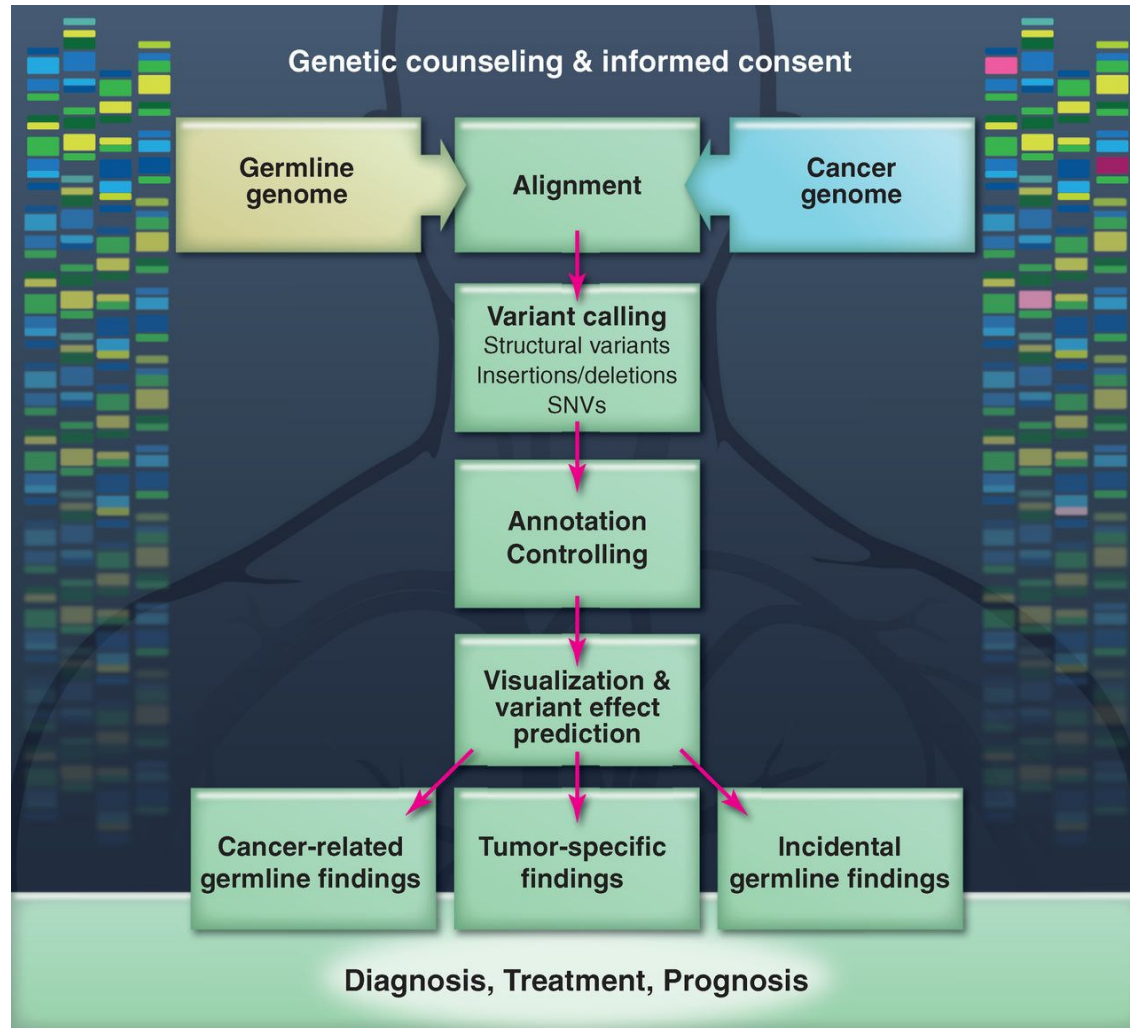 Genetic counseling & informed consent
Germline
genome
Alignment
Cancer
genome
Variant calling
Structural variants
Insertions/deletions
SNVs
Annotation
Controlling
Visualization &
variant effect
prediction
Cancer-related
germline findings
Tumor-specific
findings
Incidental
germline findings
Diagnosis, Treatment, Prognosis